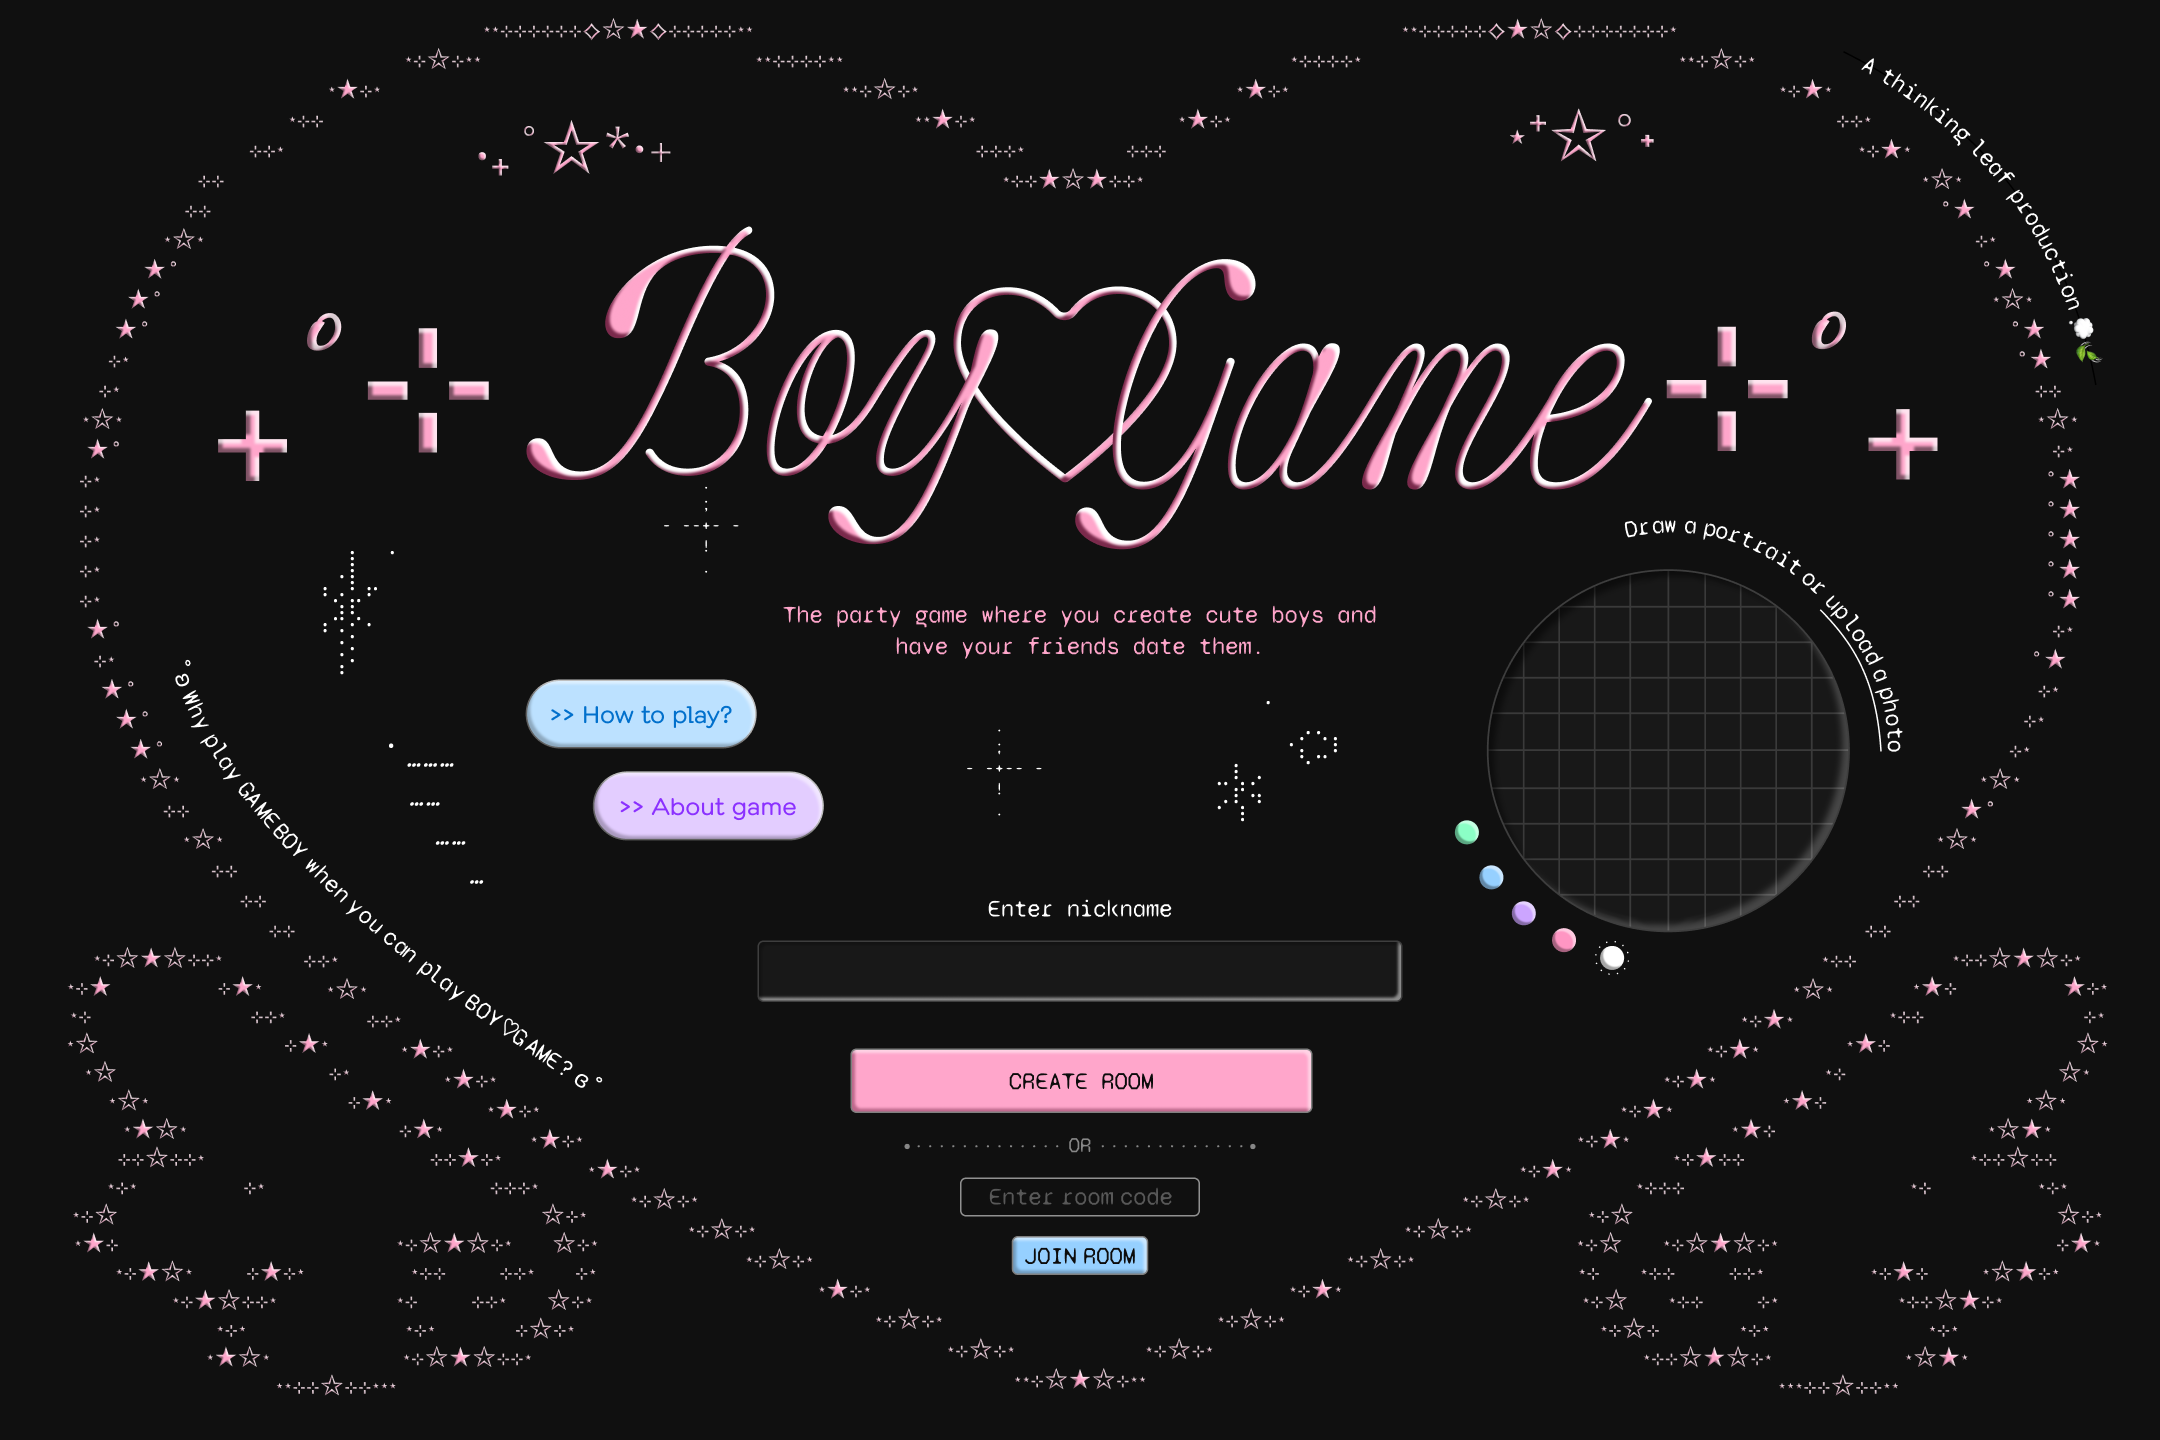 A thinking leaf production.
Boy♡Game
Draw a portrait or upload a photo
The party game where you create cute boys and
have your friends date them.
>> How to play?
>> About game
Why play GAMEBOY when you can play BOY♡GAME?
Enter nickname
CREATE ROOM
OR
Enter room code
JOIN ROOM